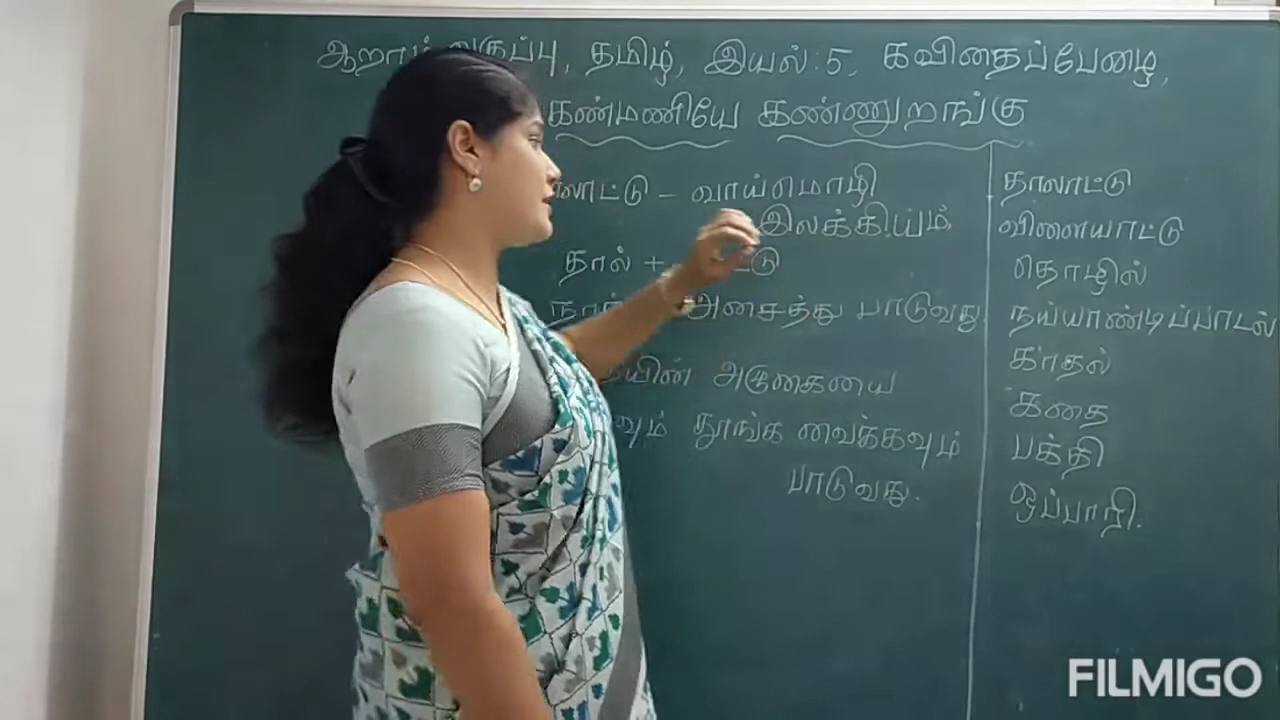 வகுப்பு, தமிழ், இயல்:5, கவிதைப்பேழை,
கண்மணியே கண்ணுறங்கு
லாட்டு – வாய்மொழி
இலக்கியம்
தால் + டு
அசைத்து பாடுவது
யின் அழுகையை
வும் தூங்க வைக்கவும்
பாடுவது.
தாலாட்டு
விளையாட்டு
தொழில்
நய்யாண்டிப்பாடல்
காதல்
கதை
பக்தி
ஒப்பாரி.
FILMIGO